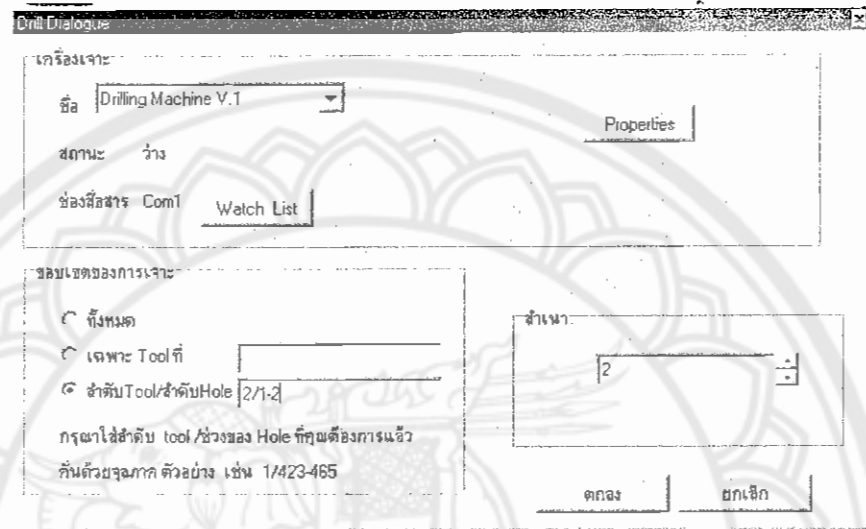 Drill Dialogue
เครื่องเจาะ
ชื่อ Drilling Machine V.1
Properties
สถานะ ว่าง
ช่องสื่อสาร Com1 Watch List
ขอบเขตของการเจาะ
ทั้งหมด
เฉพาะ Tool ที่
ลำดับTool/ลำดับHole 2/1-2
กรุณาใส่ลำดับ tool /ช่วงของ Hole ที่คุณต้องการแล้ว
คั่นด้วยจุลภาค ตัวอย่าง เช่น 1/423-465
สำเนา
2
ตกลง ยกเลิก